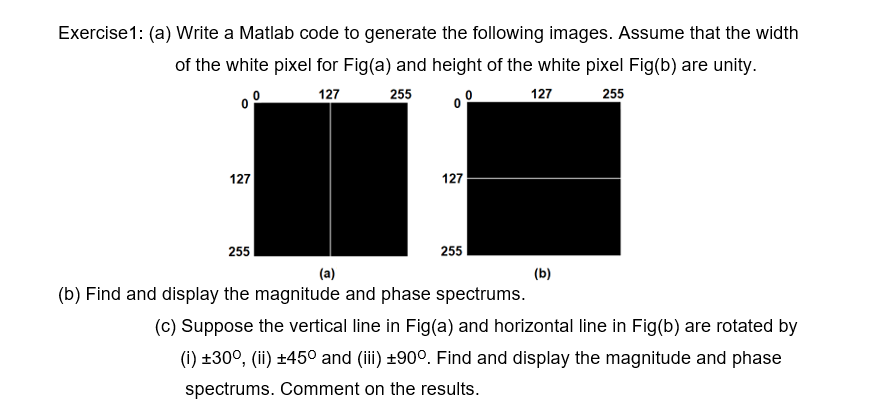 Exercise1: (a) Write a Matlab code to generate the following images. Assume that the width
of the white pixel for Fig(a) and height of the white pixel Fig(b) are unity.
0 127 255 0 127 255
0 0
127 127
255 255
(a) (b)
(b) Find and display the magnitude and phase spectrums.
(c) Suppose the vertical line in Fig(a) and horizontal line in Fig(b) are rotated by
(i) ±30⁰, (ii) ±45⁰ and (iii) ±90⁰. Find and display the magnitude and phase
spectrums. Comment on the results.